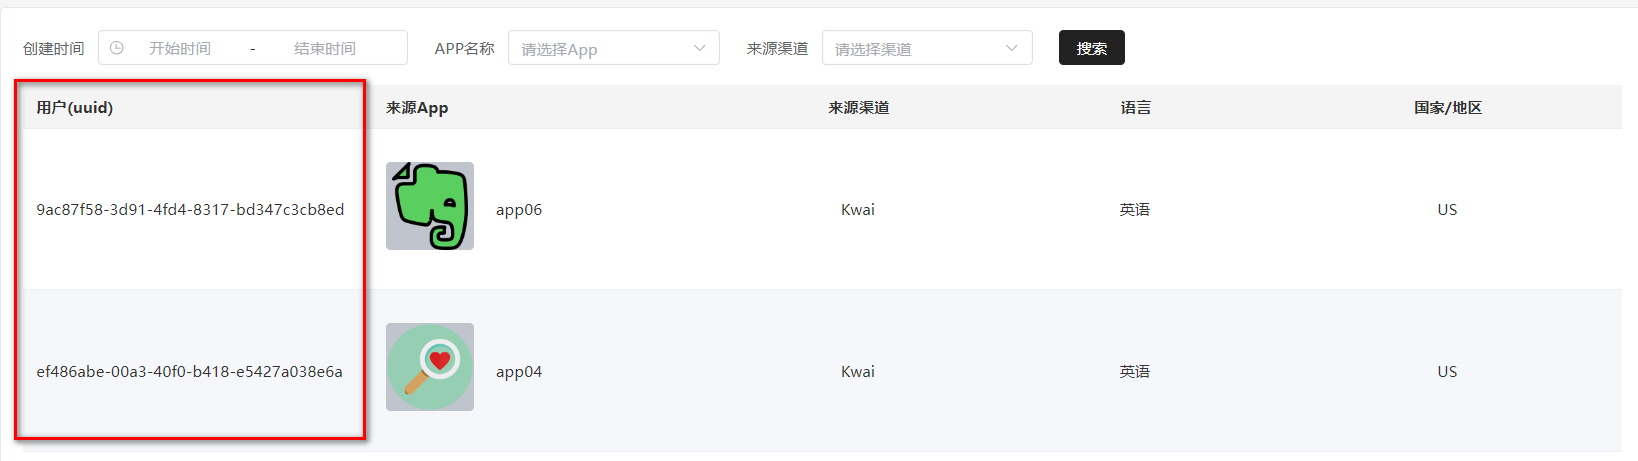 创建时间 开始时间 - 结束时间 APP名称 请选择App 来源渠道 请选择渠道 搜索
用户(uuid) 来源App 来源渠道 语言 国家/地区
9ac87f58-3d91-4fd4-8317-bd347c3cb8ed app06 Kwai 英语 US
ef486abe-00a3-40f0-b418-e5427a038e6a app04 Kwai 英语 US